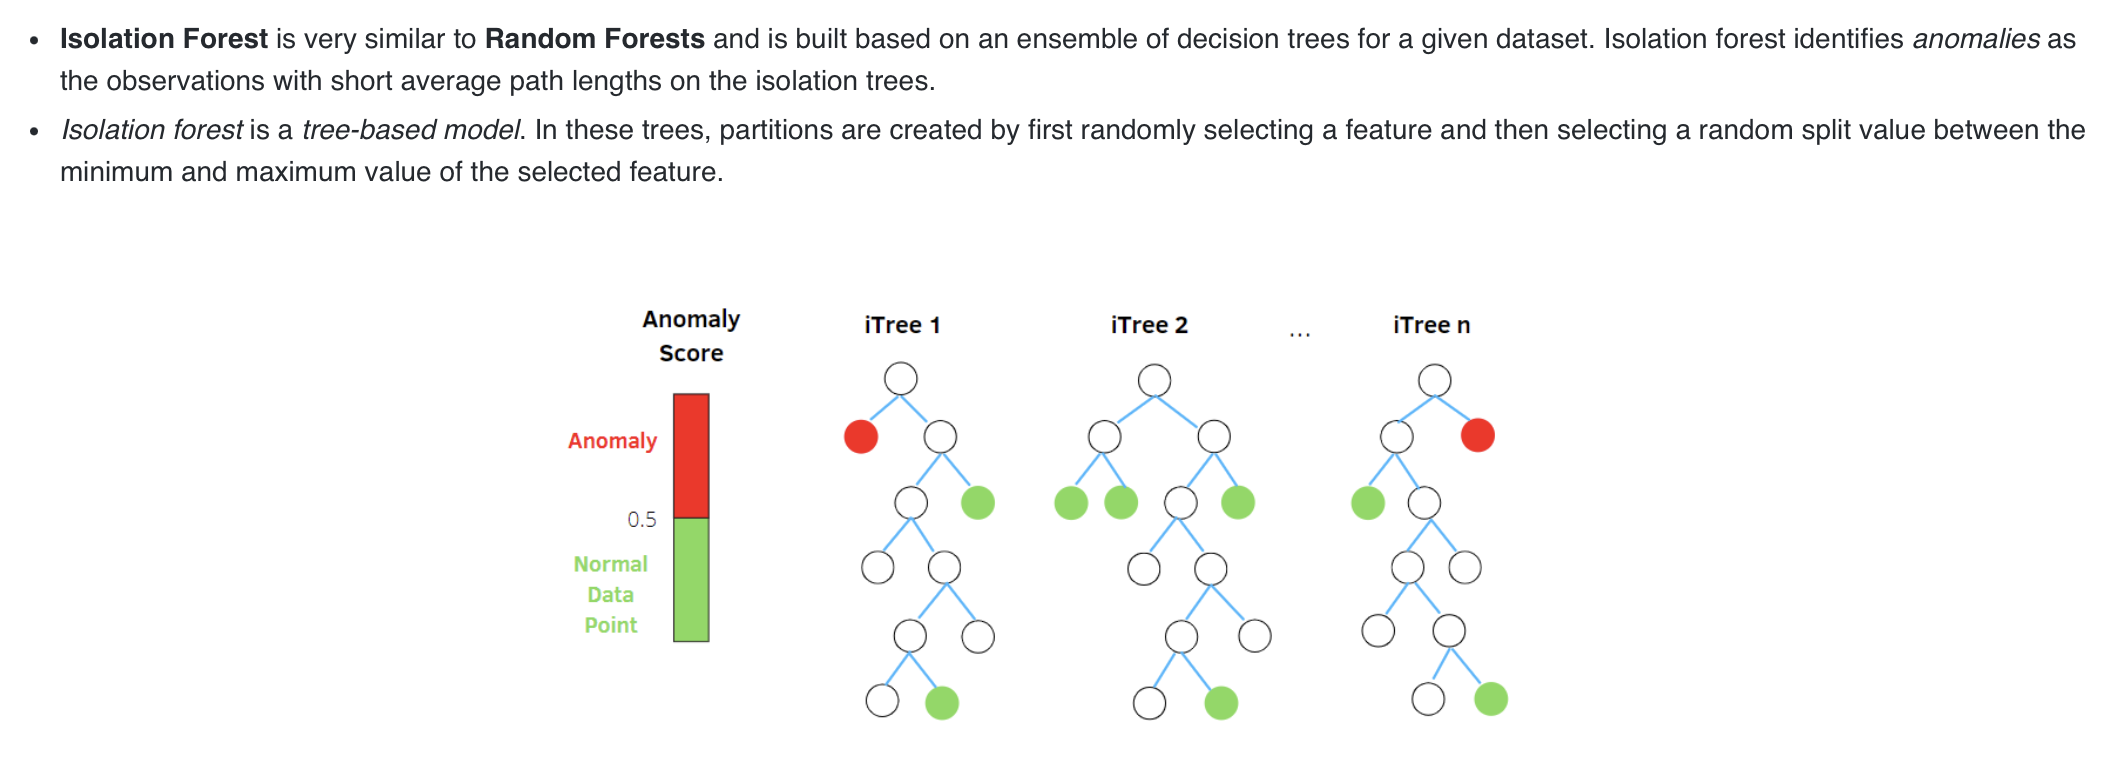 Isolation Forest is very similar to Random Forests and is built based on an ensemble of decision trees for a given dataset. Isolation forest identifies anomalies as
the observations with short average path lengths on the isolation trees.
Isolation forest is a tree-based model. In these trees, partitions are created by first randomly selecting a feature and then selecting a random split value between the
minimum and maximum value of the selected feature.
Anomaly
Score
iTree 1
iTree 2
...
iTree n
Anomaly
0.5
Normal
Data
Point